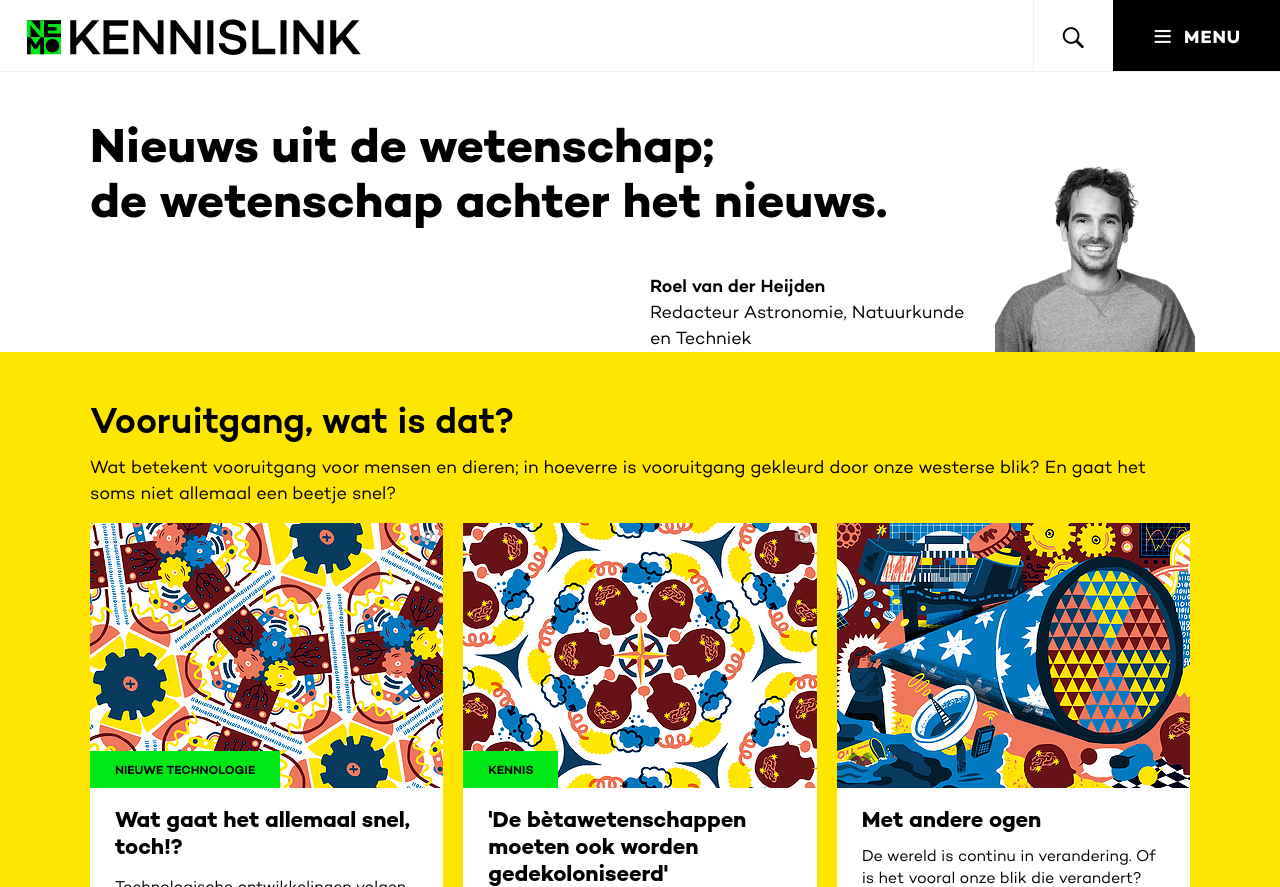 NEMO KENNISLINK
MENU
Nieuws uit de wetenschap;
de wetenschap achter het nieuws.
Roel van der Heijden
Redacteur Astronomie, Natuurkunde
en Techniek
Vooruitgang, wat is dat?
Wat betekent vooruitgang voor mensen en dieren; in hoeverre is vooruitgang gekleurd door onze westerse blik? En gaat het
soms niet allemaal een beetje snel?
NIEUWE TECHNOLOGIE
KENNIS
Wat gaat het allemaal snel,
toch!?
Technologische ontwikkelingen volgen
'De bètawetenschappen
moeten ook worden
gedekoloniseerd'
Met andere ogen
De wereld is continu in verandering. Of
is het vooral onze blik die verandert?